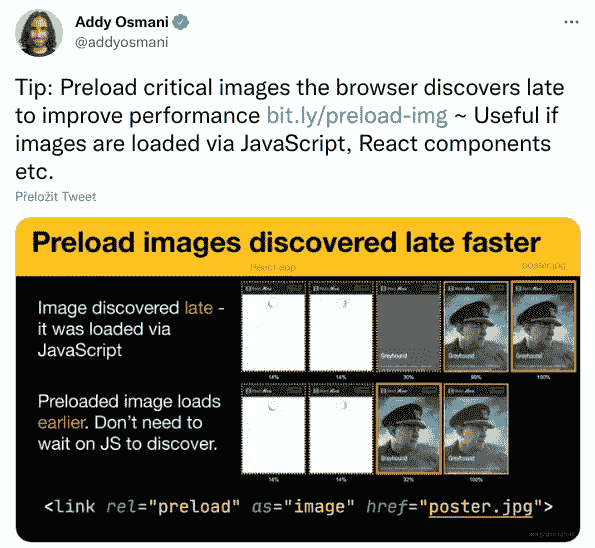 Addy Osmani
@addyosmani
Tip: Preload critical images the browser discovers late
to improve performance bit.ly/preload-img ~ Useful if
images are loaded via JavaScript, React components
etc.
Přeložit Tweet
Preload images discovered late faster
React app
poster.jpg
Image discovered late -
it was loaded via
JavaScript
Greyhound
Greyhound
Greyhound
14%
14%
30%
99%
100%
Preloaded image loads
earlier. Don't need to
wait on JS to discover.
Greyhound
Greyhound
14%
14%
32%
100%
<link rel="preload" as="image" href="poster.jpg">